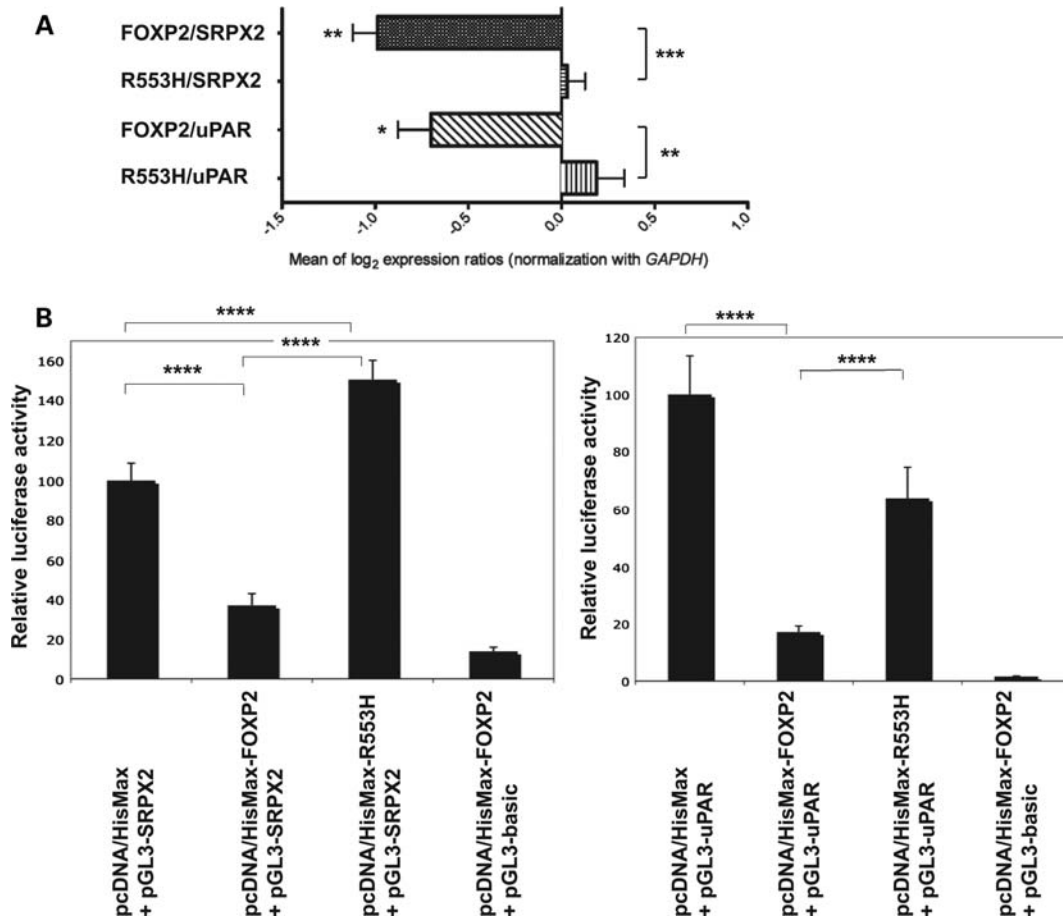 A
FOXP2/SRPX2
R553H/SRPX2
FOXP2/uPAR
R553H/uPAR
**
*
***
**
-1.5
-1.0
-0.5
0.0
0.5
1.0
Mean of log2 expression ratios (normalization with GAPDH)
B
****
****
****
Relative luciferase activity
160
140
120
100
80
60
40
20
0
pcDNA/HisMax
+ pGL3-SRPX2
pcDNA/HisMax-FOXP2
+ pGL3-SRPX2
pcDNA/HisMax-R553H
+ pGL3-SRPX2
pcDNA/HisMax-FOXP2
+ pGL3-basic
****
****
Relative luciferase activity
120
100
80
60
40
20
0
pcDNA/HisMax
+ pGL3-uPAR
pcDNA/HisMax-FOXP2
+ pGL3-uPAR
pcDNA/HisMax-R553H
+ pGL3-uPAR
pcDNA/HisMax-FOXP2
+ pGL3-basic